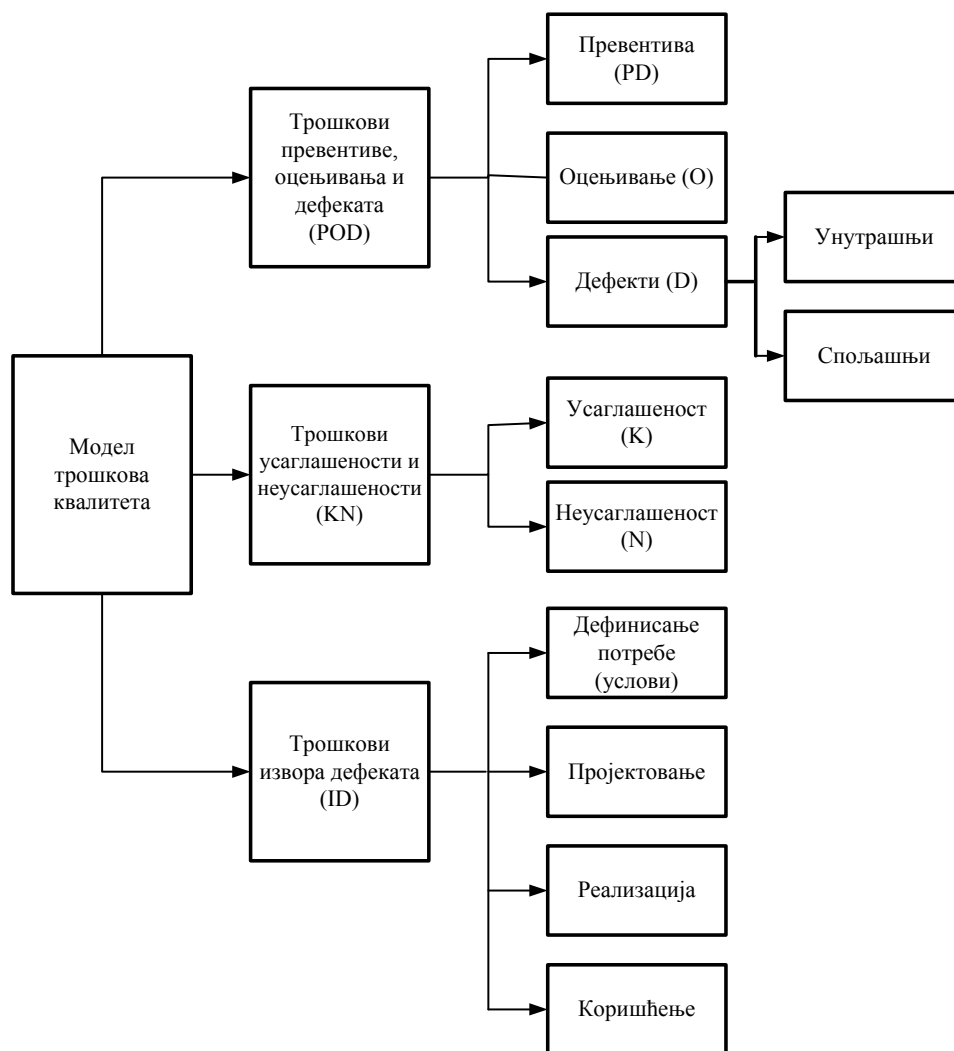 Модел
трошкова
квалитета
Трошкови
превентиве,
оцењивања и
дефеката
(POD)
Превентива
(PD)
Оцењивање (O)
Дефекти (D)
Унутрашњи
Спољашњи
Трошкови
усаглашености и
неусаглашености
(KN)
Усаглашеност
(K)
Неусаглашеност
(N)
Трошкови
извора дефеката
(ID)
Дефинисање
потребе
(услови)
Пројектовање
Реализација
Коришћење